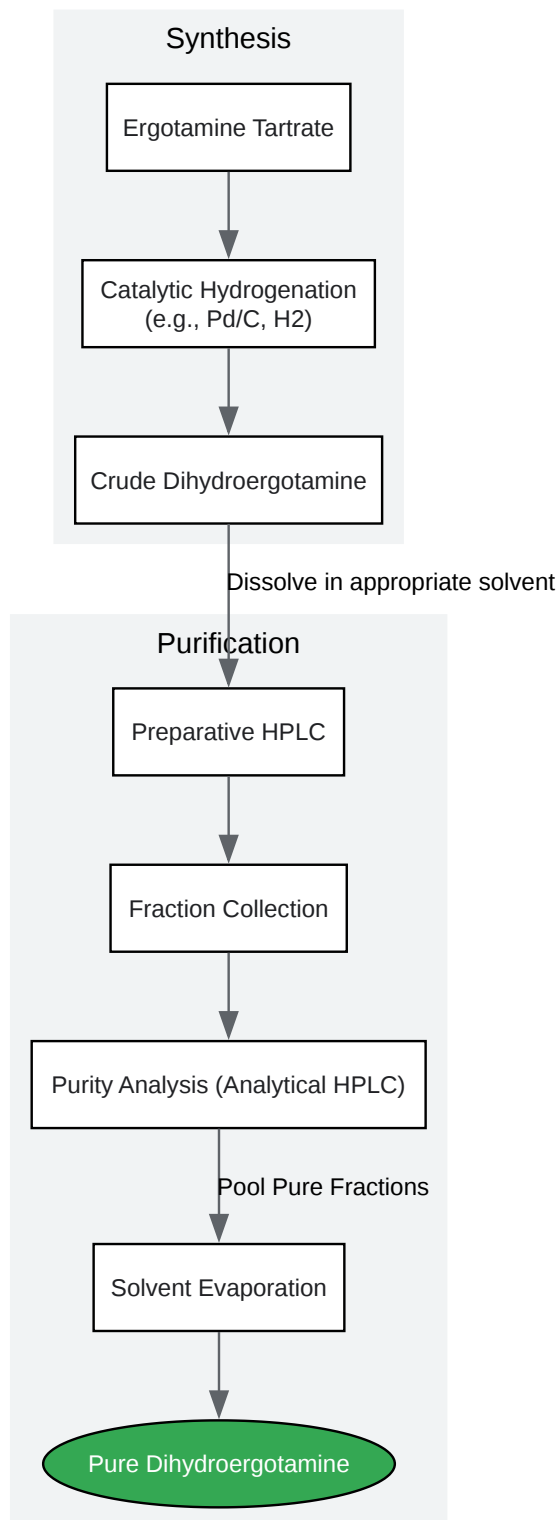 Synthesis
Ergotamine Tartrate
Catalytic Hydrogenation
(e.g., Pd/C, H2)
Crude Dihydroergotamine
Dissolve in appropriate solvent
Purification
Preparative HPLC
Fraction Collection
Purity Analysis (Analytical HPLC)
Pool Pure Fractions
Solvent Evaporation
Pure Dihydroergotamine